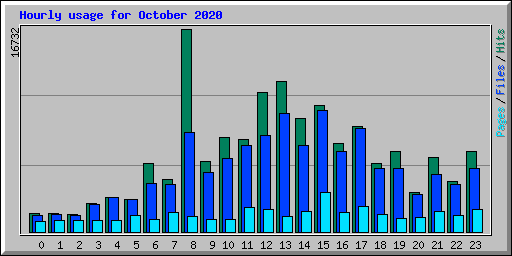 Hourly usage for October 2020
16732
Pages / Files / Hits
0 1 2 3 4 5 6 7 8 9 10 11 12 13 14 15 16 17 18 19 20 21 22 23